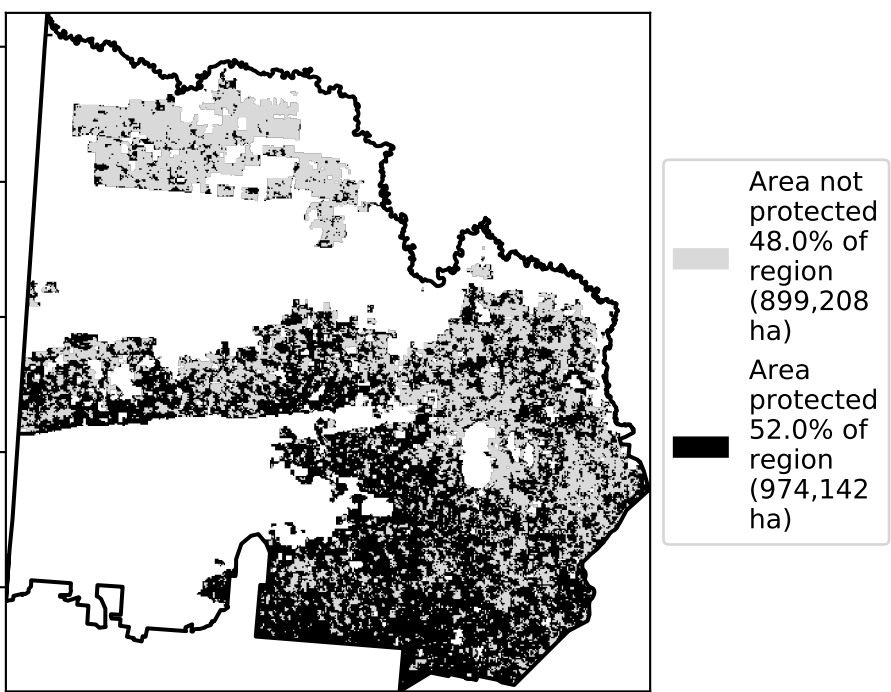 Area not
protected
48.0% of
region
(899,208
ha)
Area
protected
52.0% of
region
(974,142
ha)